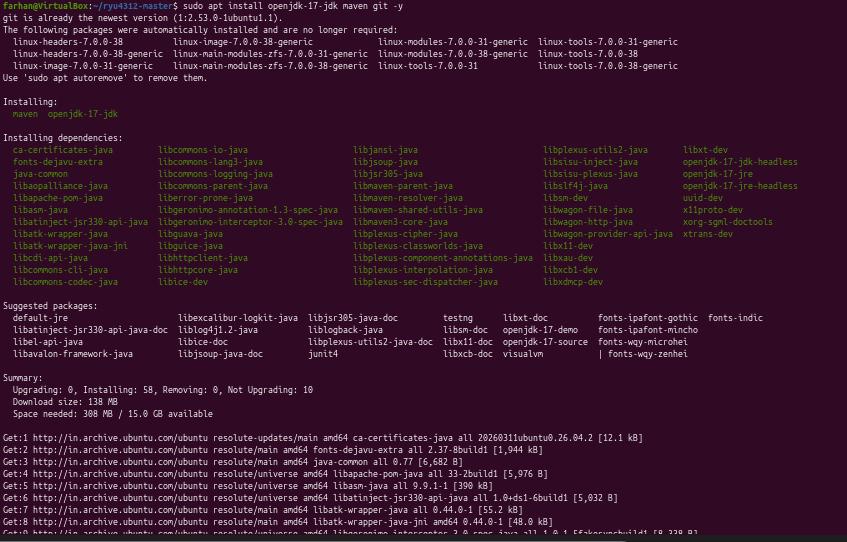 farhan@VirtualBox:~/ryu4312-master$ sudo apt install openjdk-17-jdk maven git -y
git is already the newest version (1:2.53.0-1ubuntu1.1).
The following packages were automatically installed and are no longer required:
linux-headers-7.0.0-38 linux-image-7.0.0-38-generic linux-modules-7.0.0-31-generic linux-tools-7.0.0-31-generic
linux-headers-7.0.0-38-generic linux-main-modules-zfs-7.0.0-31-generic linux-modules-7.0.0-38-generic linux-tools-7.0.0-38
linux-image-7.0.0-31-generic linux-main-modules-zfs-7.0.0-38-generic linux-tools-7.0.0-31 linux-tools-7.0.0-38-generic
Use 'sudo apt autoremove' to remove them.
Installing:
maven openjdk-17-jdk
Installing dependencies:
ca-certificates-java libcommons-io-java libjansi-java libplexus-utils2-java libxt-dev
fonts-dejavu-extra libcommons-lang3-java libjsoup-java libsisu-inject-java openjdk-17-jdk-headless
java-common libcommons-logging-java libjsr305-java libsisu-plexus-java openjdk-17-jre
libaopalliance-java libcommons-parent-java libmaven-parent-java libslf4j-java openjdk-17-jre-headless
libapache-pom-java liberror-prone-java libmaven-resolver-java libsm-dev uuid-dev
libasm-java libgeronimo-annotation-1.3-spec-java libmaven-shared-utils-java libwagon-file-java x11proto-dev
libatinject-jsr330-api-java libgeronimo-interceptor-3.0-spec-java libmaven3-core-java libwagon-http-java xorg-sgml-doctools
libatk-wrapper-java libguava-java libplexus-cipher-java libwagon-provider-api-java xtrans-dev
libatk-wrapper-java-jni libguice-java libplexus-classworlds-java libx11-dev
libcdi-api-java libhttpclient-java libplexus-component-annotations-java libxau-dev
libcommons-cli-java libhttpcore-java libplexus-interpolation-java libxcb1-dev
libcommons-codec-java libice-dev libplexus-sec-dispatcher-java libxdmcp-dev
Suggested packages:
default-jre libexcalibur-logkit-java libjsr305-java-doc testng libxt-doc fonts-ipafont-gothic fonts-indic
libatinject-jsr330-api-java-doc liblog4j1.2-java liblogback-java libsm-doc openjdk-17-demo fonts-ipafont-mincho
libel-api-java libice-doc libplexus-utils2-java-doc libx11-doc openjdk-17-source fonts-wqy-microhei
libavalon-framework-java libjsoup-java-doc junit4 libxcb-doc visualvm | fonts-wqy-zenhei
Summary:
Upgrading: 0, Installing: 58, Removing: 0, Not Upgrading: 10
Download size: 138 MB
Space needed: 308 MB / 15.0 GB available
Get:1 http://in.archive.ubuntu.com/ubuntu resolute-updates/main amd64 ca-certificates-java all 20260311ubuntu0.26.04.2 [12.1 kB]
Get:2 http://in.archive.ubuntu.com/ubuntu resolute/main amd64 fonts-dejavu-extra all 2.37-8build1 [1,944 kB]
Get:3 http://in.archive.ubuntu.com/ubuntu resolute/main amd64 java-common all 0.77 [6,682 B]
Get:4 http://in.archive.ubuntu.com/ubuntu resolute/universe amd64 libapache-pom-java all 33-2build1 [5,976 B]
Get:5 http://in.archive.ubuntu.com/ubuntu resolute/universe amd64 libasm-java all 9.9.1-1 [390 kB]
Get:6 http://in.archive.ubuntu.com/ubuntu resolute/universe amd64 libatinject-jsr330-api-java all 1.0+ds1-6build1 [5,032 B]
Get:7 http://in.archive.ubuntu.com/ubuntu resolute/main amd64 libatk-wrapper-java all 0.44.0-1 [55.2 kB]
Get:8 http://in.archive.ubuntu.com/ubuntu resolute/main amd64 libatk-wrapper-java-jni amd64 0.44.0-1 [48.0 kB]
Get:9 http://in.archive.ubuntu.com/ubuntu resolute/universe amd64 libgeronimo-interceptor-3.0-spec-java all 1.0.1-5fakesyncbuild1 [8,338 B]